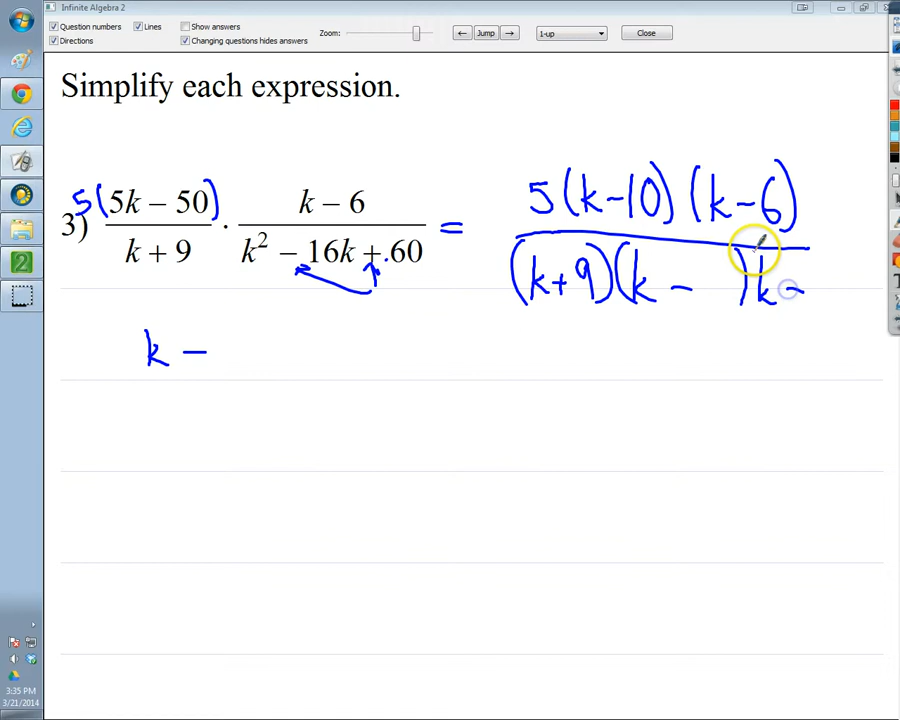 Infinite Algebra 2
Question numbers Lines Show answers
Directions Changing questions hides answers
Zoom: ← Jump → 1-up Close
Simplify each expression.
3) 5(5k − 50)/(k + 9) · (k − 6)/(k² − 16k + 60) = 5(k−10)(k−6)/(k+9)(k − )(k −
k −
2
3:35 PM
3/21/2014